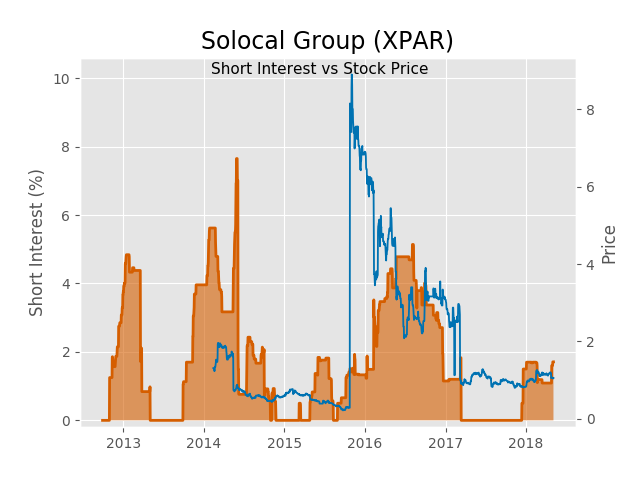 Solocal Group (XPAR)
Short Interest vs Stock Price
10
8
6
4
2
0
8
6
4
2
0
Short Interest (%)
Price
2013 2014 2015 2016 2017 2018